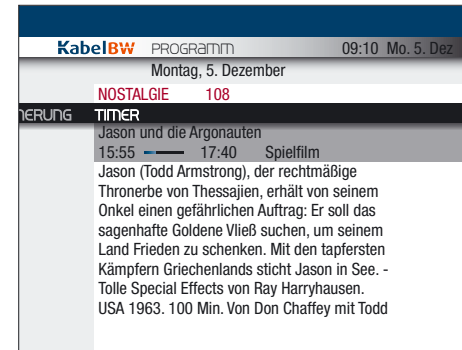 KabelBW PROGRAMM 09:10 Mo. 5. Dez
Montag, 5. Dezember
NOSTALGIE 108
NERUNG TIMER
Jason und die Argonauten
15:55 17:40 Spielfilm
Jason (Todd Armstrong), der rechtmäßige
Thronerbe von Thessajien, erhält von seinem
Onkel einen gefährlichen Auftrag: Er soll das
sagenhafte Goldene Vließ suchen, um seinem
Land Frieden zu schenken. Mit den tapfersten
Kämpfern Griechenlands sticht Jason in See. -
Tolle Special Effects von Ray Harryhausen.
USA 1963. 100 Min. Von Don Chaffey mit Todd